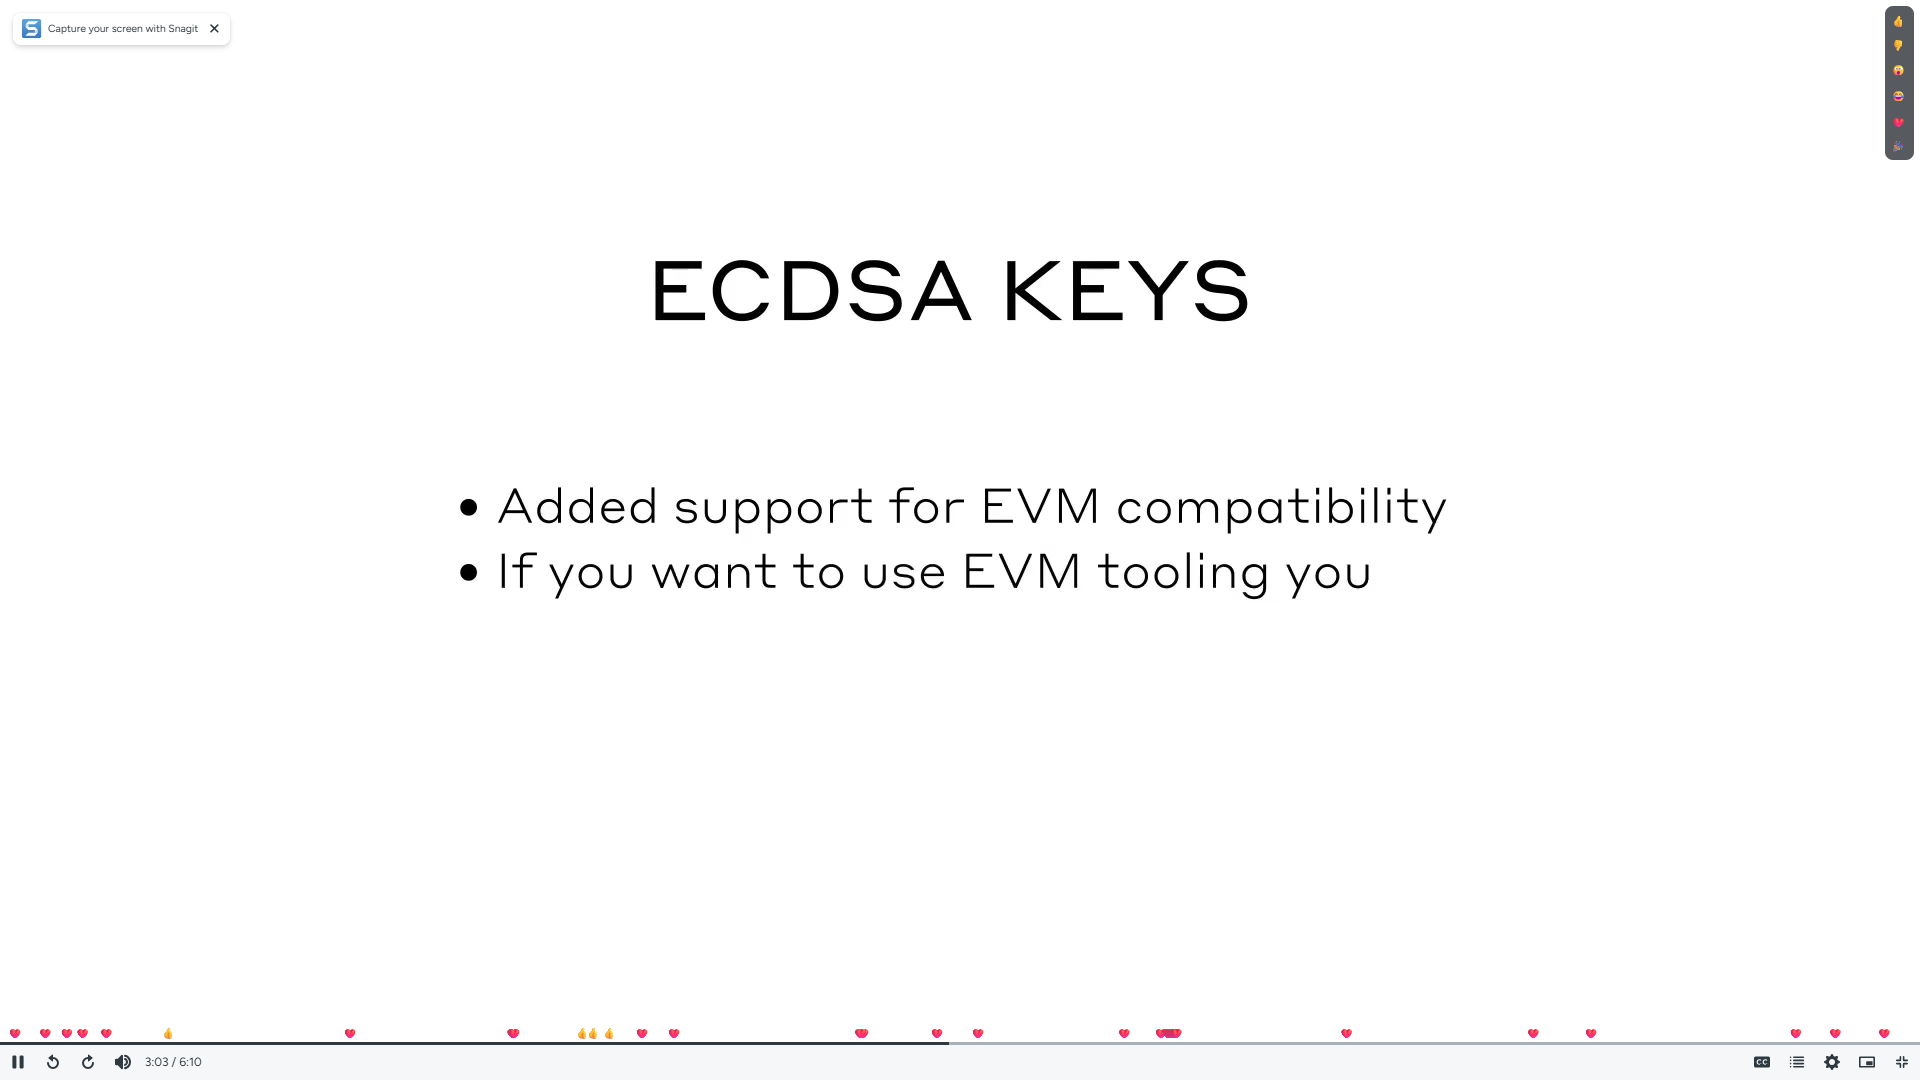 Capture your screen with Snagit
ECDSA KEYS
• Added support for EVM compatibility
• If you want to use EVM tooling you
3:03 / 6:10
CC